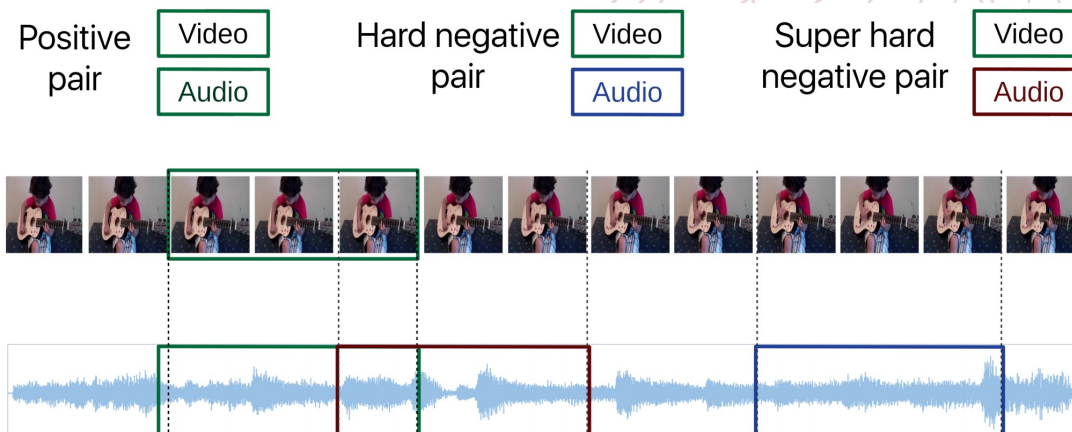 Positive
pair
Video
Audio
Hard negative
pair
Video
Audio
Super hard
negative pair
Video
Audio